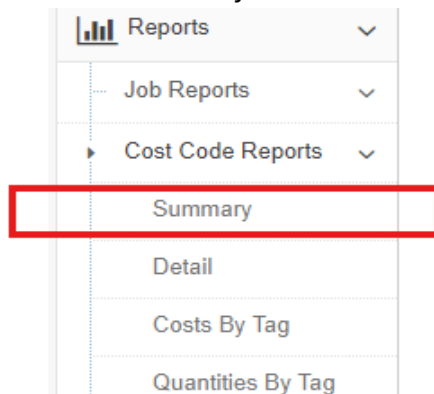 Reports
Job Reports
Cost Code Reports
Summary
Detail
Costs By Tag
Quantities By Tag